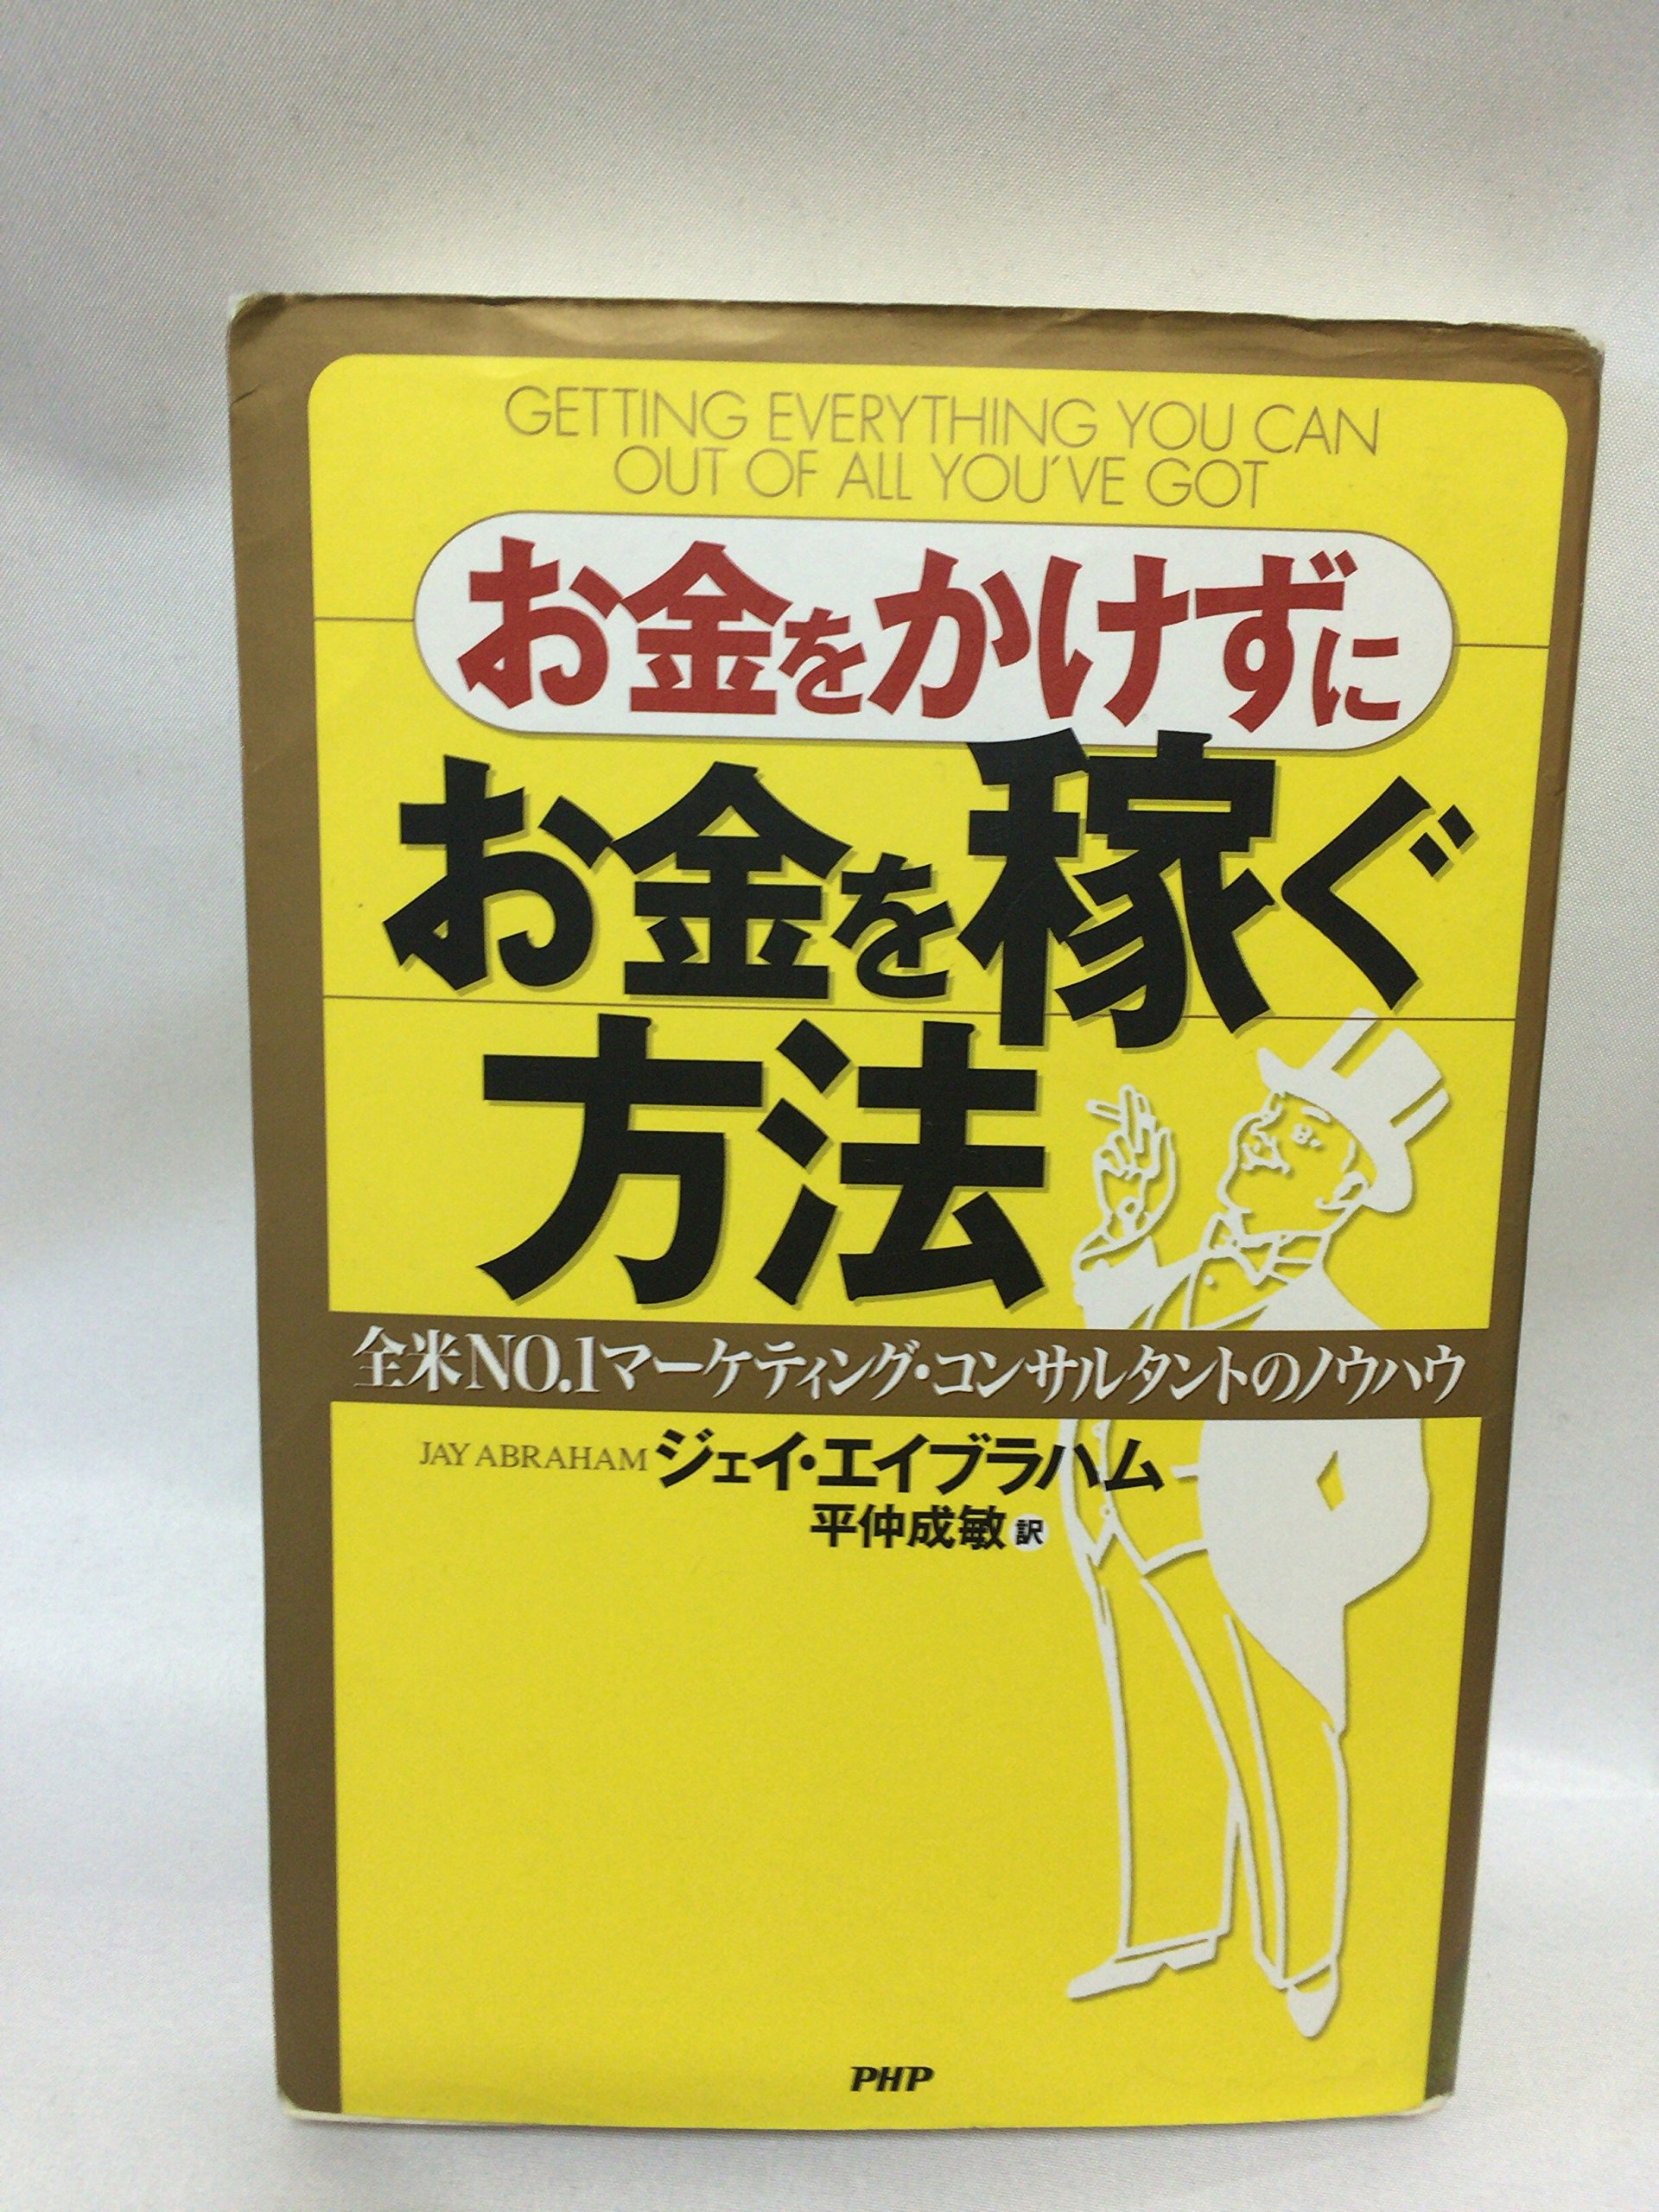 GETTING EVERYTHING YOU CAN
OUT OF ALL YOU'VE GOT
お金をかけずに
お金を稼ぐ
方法
全米NO.1マーケティング・コンサルタントのノウハウ
JAY ABRAHAM ジェイ・エイブラハム
平仲成敏 訳
PHP